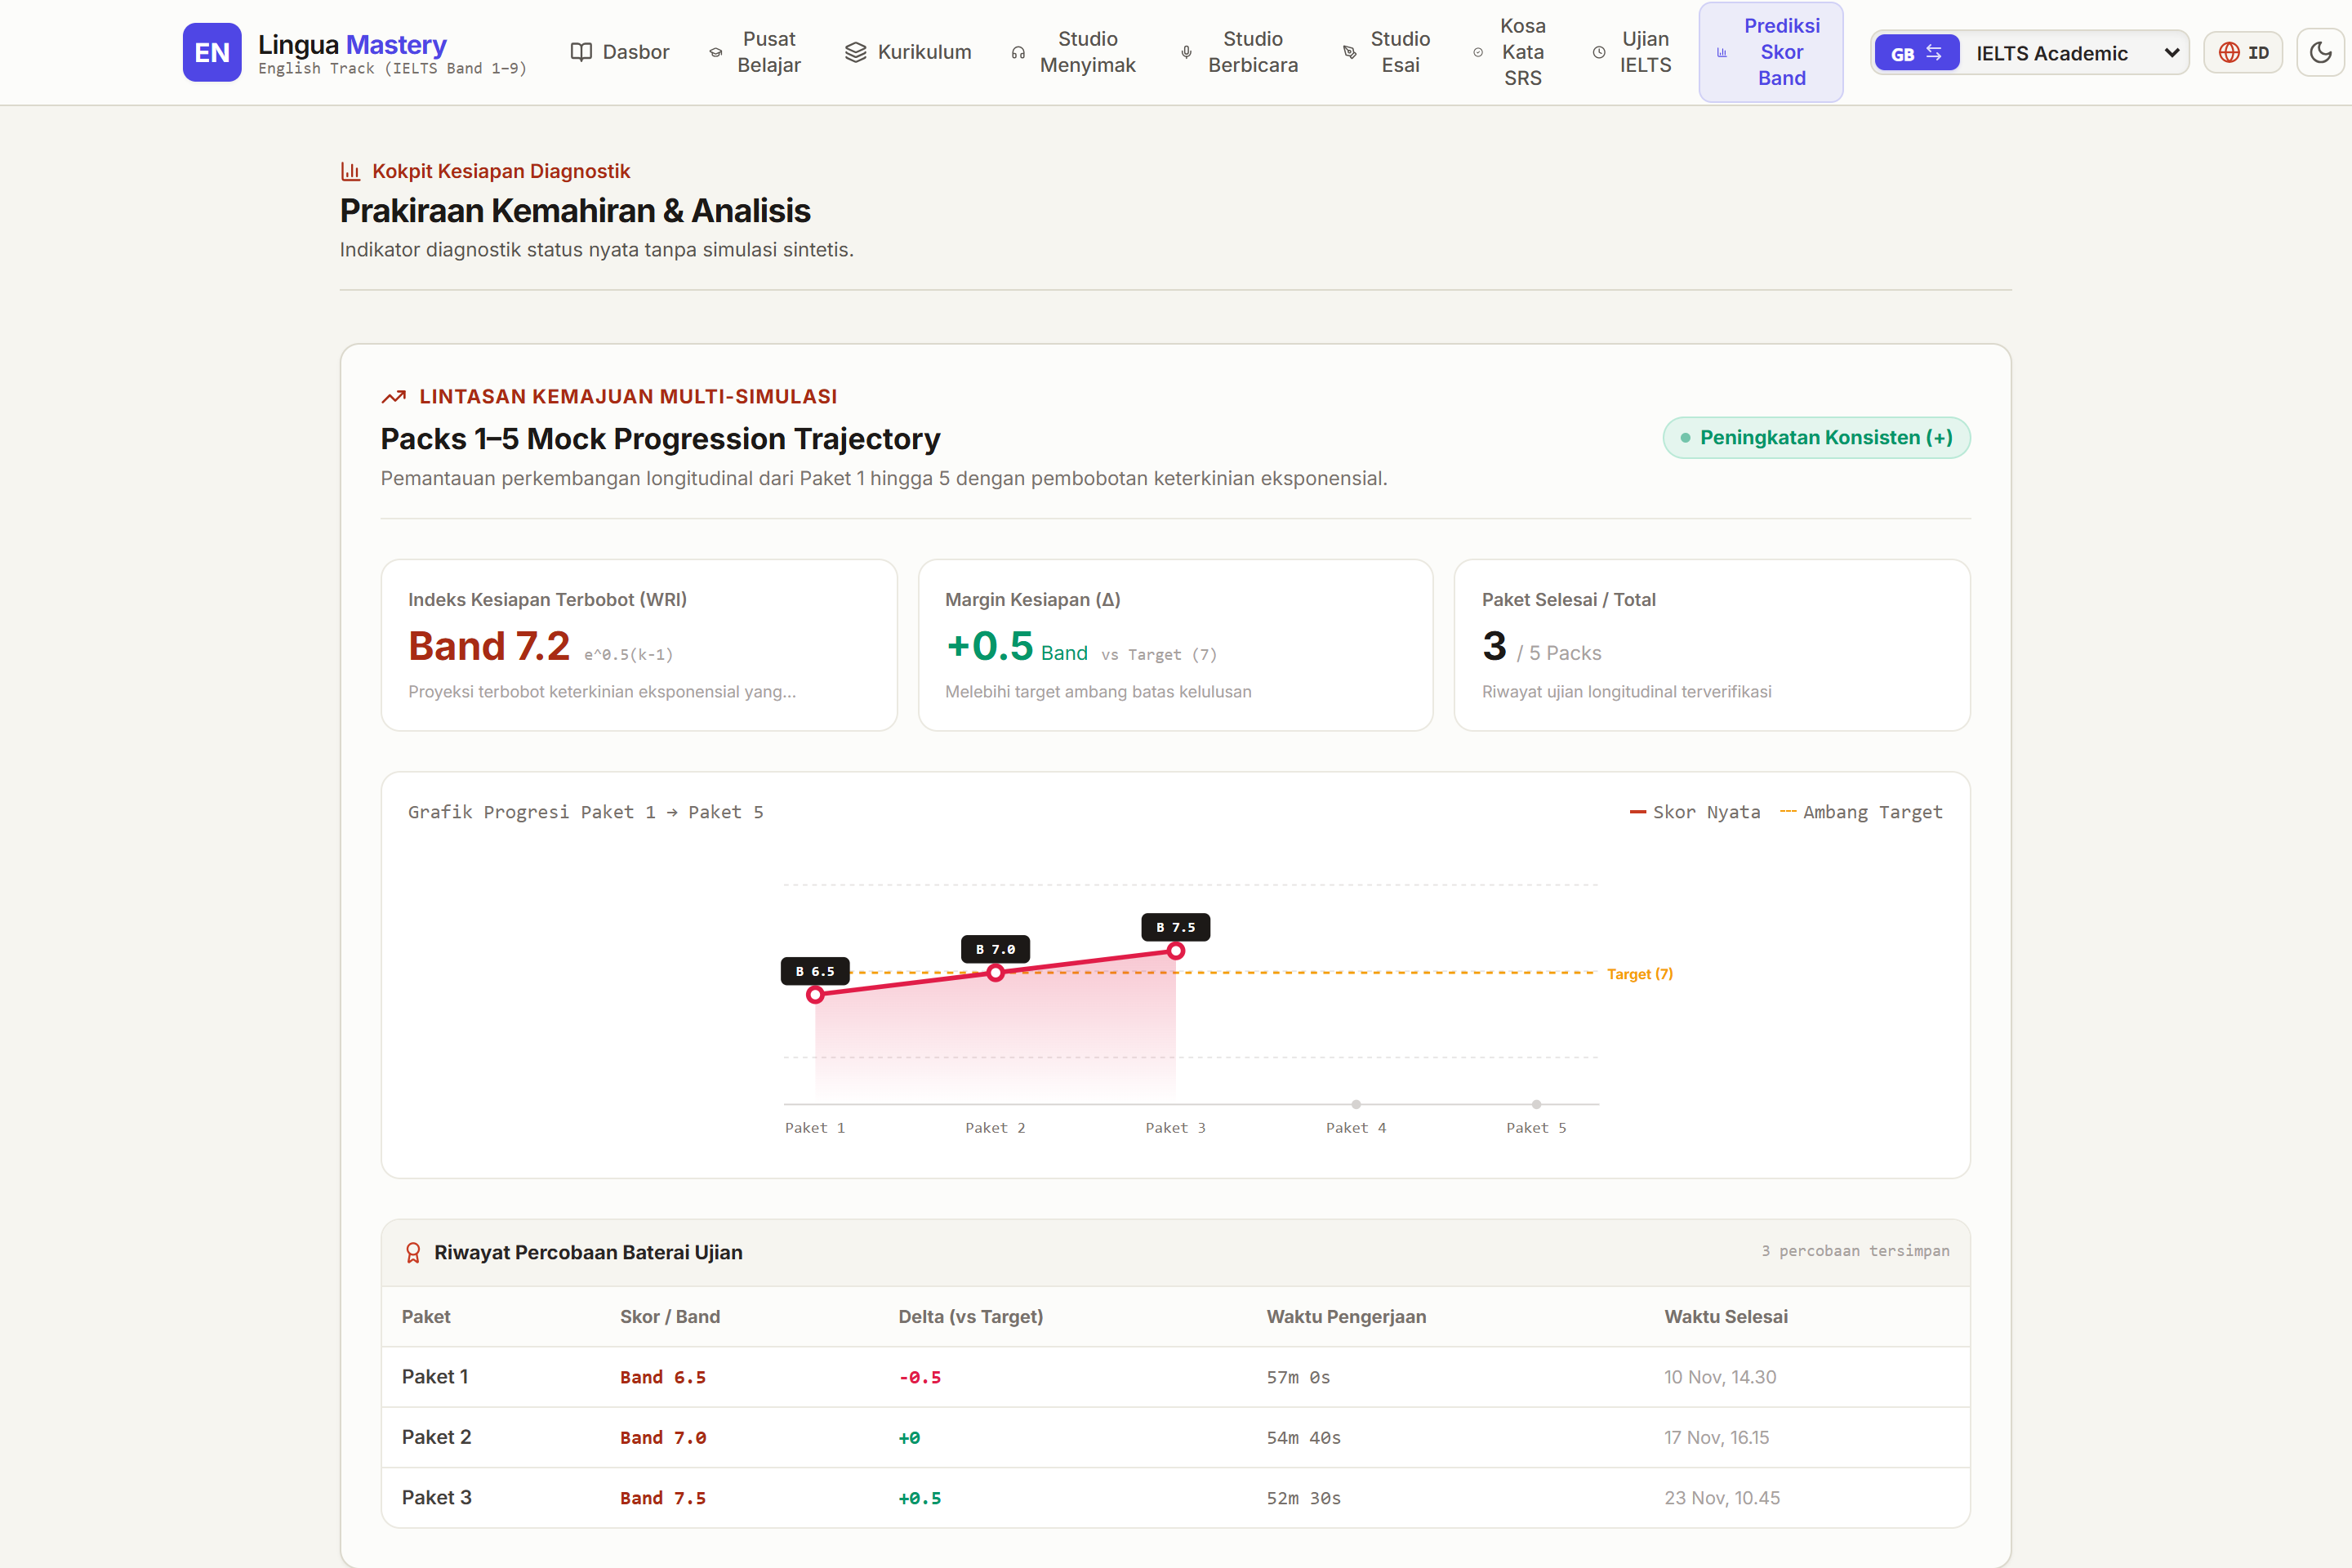 EN
Lingua Mastery
English Track (IELTS Band 1–9)
Dasbor
Pusat
Belajar
Kurikulum
Studio
Menyimak
Studio
Berbicara
Studio
Esai
Kosa
Kata
SRS
Ujian
IELTS
Prediksi
Skor
Band
GB
IELTS Academic
ID
Kokpit Kesiapan Diagnostik
Prakiraan Kemahiran & Analisis
Indikator diagnostik status nyata tanpa simulasi sintetis.
LINTASAN KEMAJUAN MULTI-SIMULASI
Packs 1–5 Mock Progression Trajectory
Peningkatan Konsisten (+)
Pemantauan perkembangan longitudinal dari Paket 1 hingga 5 dengan pembobotan keterkinian eksponensial.
Indeks Kesiapan Terbobot (WRI)
Band 7.2 e^0.5(k-1)
Proyeksi terbobot keterkinian eksponensial yang...
Margin Kesiapan (Δ)
+0.5 Band vs Target (7)
Melebihi target ambang batas kelulusan
Paket Selesai / Total
3 / 5 Packs
Riwayat ujian longitudinal terverifikasi
Grafik Progresi Paket 1 → Paket 5
Skor Nyata
Ambang Target
B 6.5
B 7.0
B 7.5
Target (7)
Paket 1
Paket 2
Paket 3
Paket 4
Paket 5
Riwayat Percobaan Baterai Ujian
3 percobaan tersimpan
Paket Skor / Band Delta (vs Target) Waktu Pengerjaan Waktu Selesai
Paket 1 Band 6.5 -0.5 57m 0s 10 Nov, 14.30
Paket 2 Band 7.0 +0 54m 40s 17 Nov, 16.15
Paket 3 Band 7.5 +0.5 52m 30s 23 Nov, 10.45